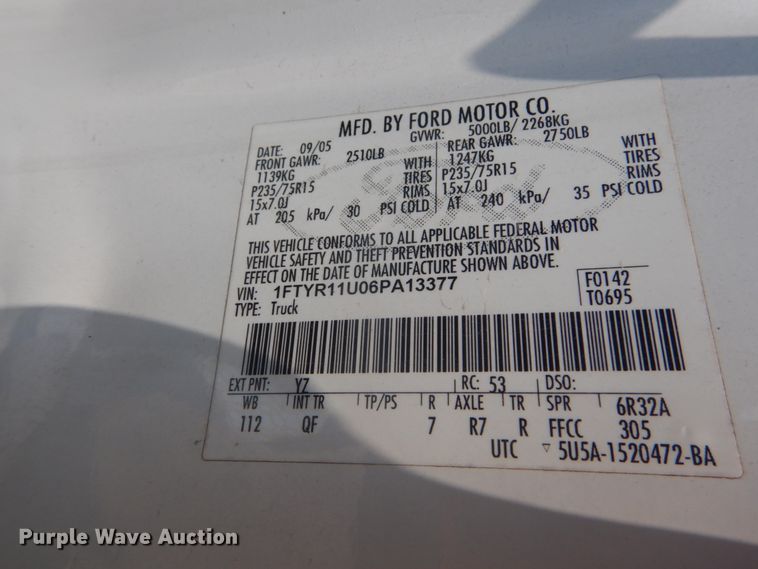 MFD. BY FORD MOTOR CO.
DATE: 09/05 GVWR: 5000LB/ 2268KG
FRONT GAWR: 2510LB REAR GAWR: 2750LB
1139KG WITH 1247KG WITH
P235/75R15 TIRES P235/75R15 TIRES
15x7.0J RIMS 15x7.0J RIMS
AT 205 kPa/ 30 PSI COLD AT 240 kPa/ 35 PSI COLD
Ford
THIS VEHICLE CONFORMS TO ALL APPLICABLE FEDERAL MOTOR
VEHICLE SAFETY AND THEFT PREVENTION STANDARDS IN
EFFECT ON THE DATE OF MANUFACTURE SHOWN ABOVE.
VIN: 1FTYR11U06PA13377 F0142
TYPE: Truck T0695
EXT PNT: YZ RC: 53 DSO:
WB INT TR TP/PS R AXLE TR SPR 6R32A
112 QF 7 R7 R FFCC 305
UTC ▽ 5U5A-1520472-BA
Purple Wave Auction